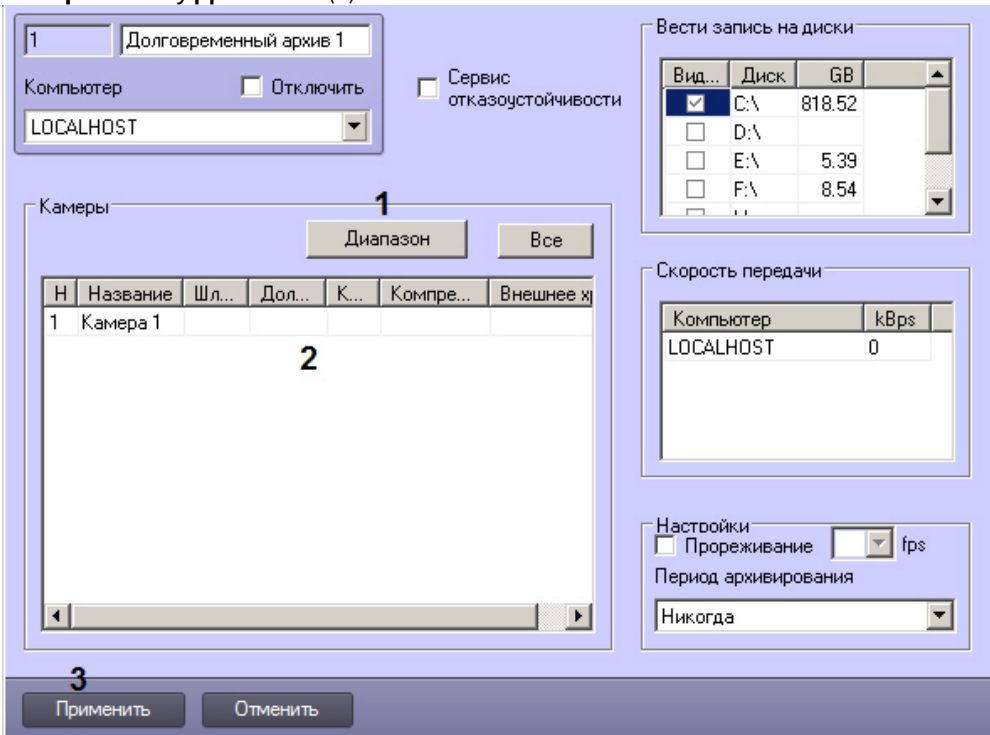 1 Долговременный архив 1
Компьютер Отключить
LOCALHOST
Сервис
отказоустойчивости
Вести запись на диски
Вид... Диск GB
C:\ 818.52
D:\
E:\ 5.39
F:\ 8.54
Камеры
1
Диапазон Все
Н Название Шл... Дол... К... Компре... Внешнее х
1 Камера 1
2
Скорость передачи
Компьютер kBps
LOCALHOST 0
Настройки
Прореживание fps
Период архивирования
Никогда
3
Применить Отменить